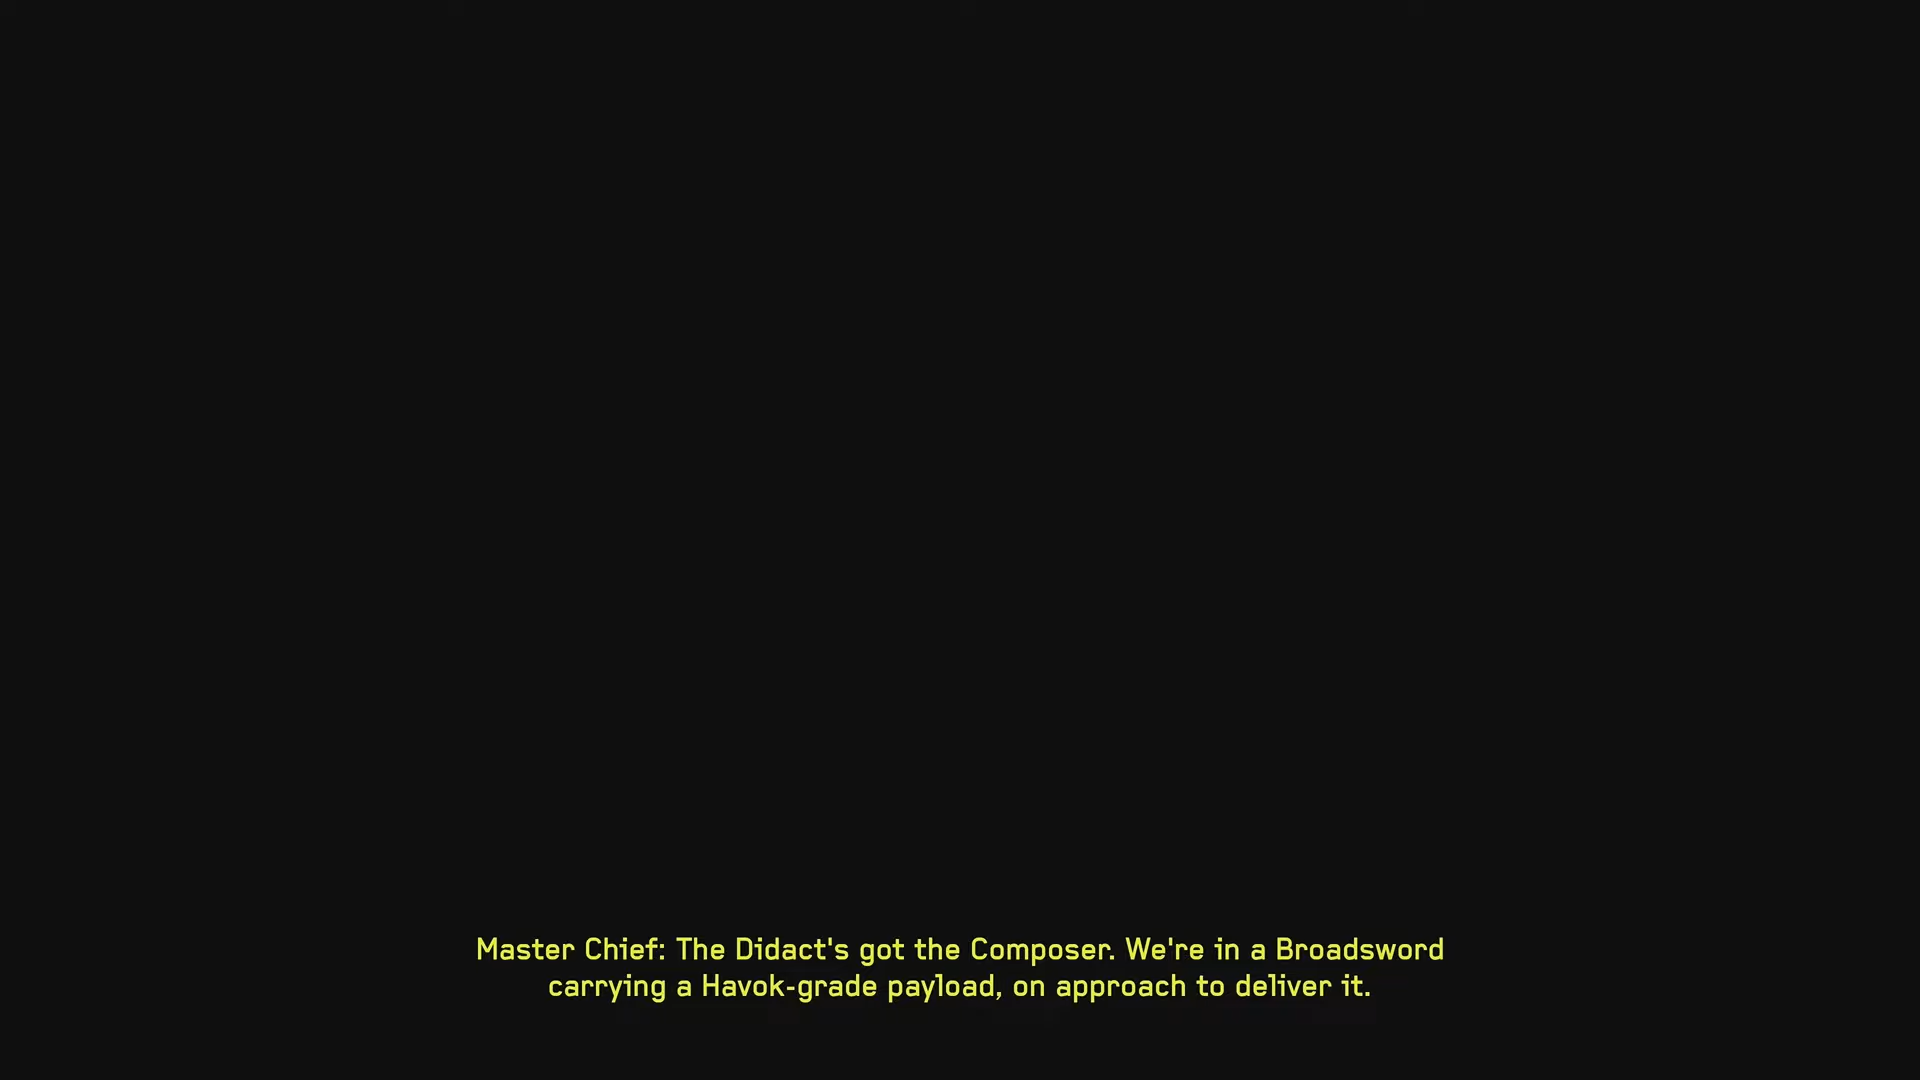 Master Chief: The Didact's got the Composer. We're in a Broadsword
carrying a Havok-grade payload, on approach to deliver it.